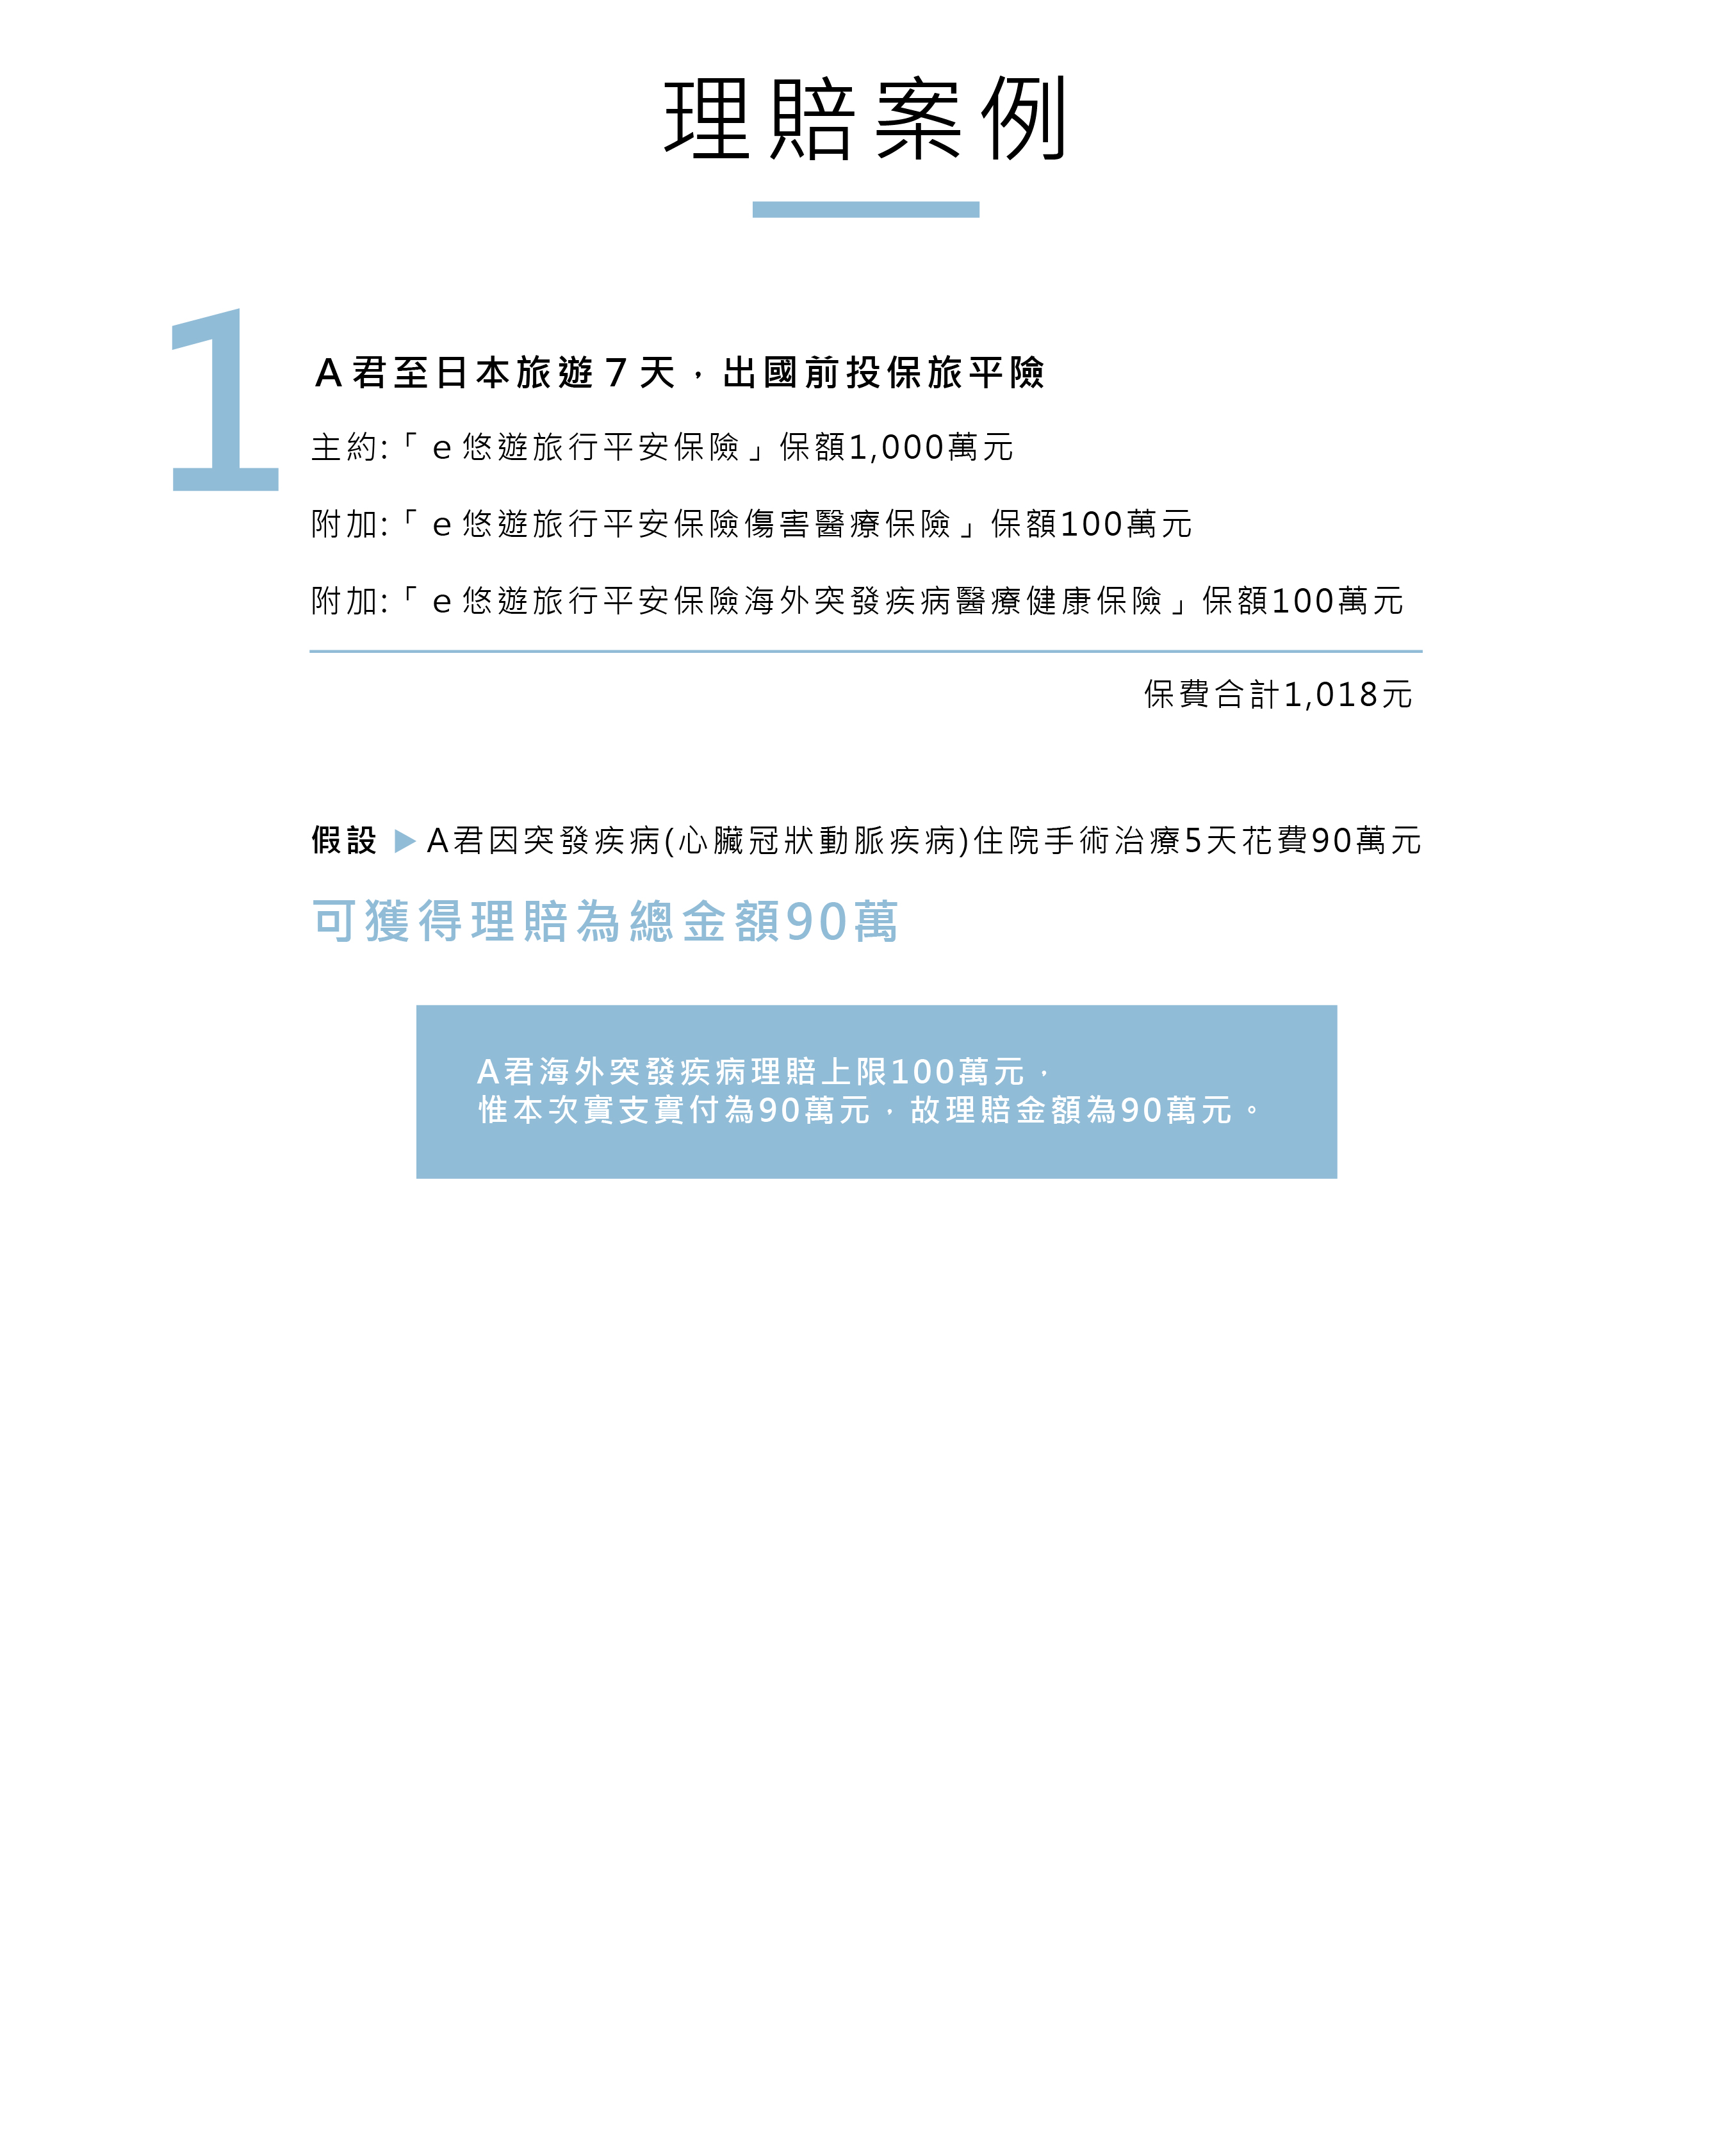 理賠案例
1
A君至日本旅遊7天，出國前投保旅平險
主約:「e悠遊旅行平安保險」保額1,000萬元
附加:「e悠遊旅行平安保險傷害醫療保險」保額100萬元
附加:「e悠遊旅行平安保險海外突發疾病醫療健康保險」保額100萬元
保費合計1,018元
假設 ▶ A君因突發疾病(心臟冠狀動脈疾病)住院手術治療5天花費90萬元
可獲得理賠為總金額90萬
A君海外突發疾病理賠上限100萬元，
惟本次實支實付為90萬元，故理賠金額為90萬元。